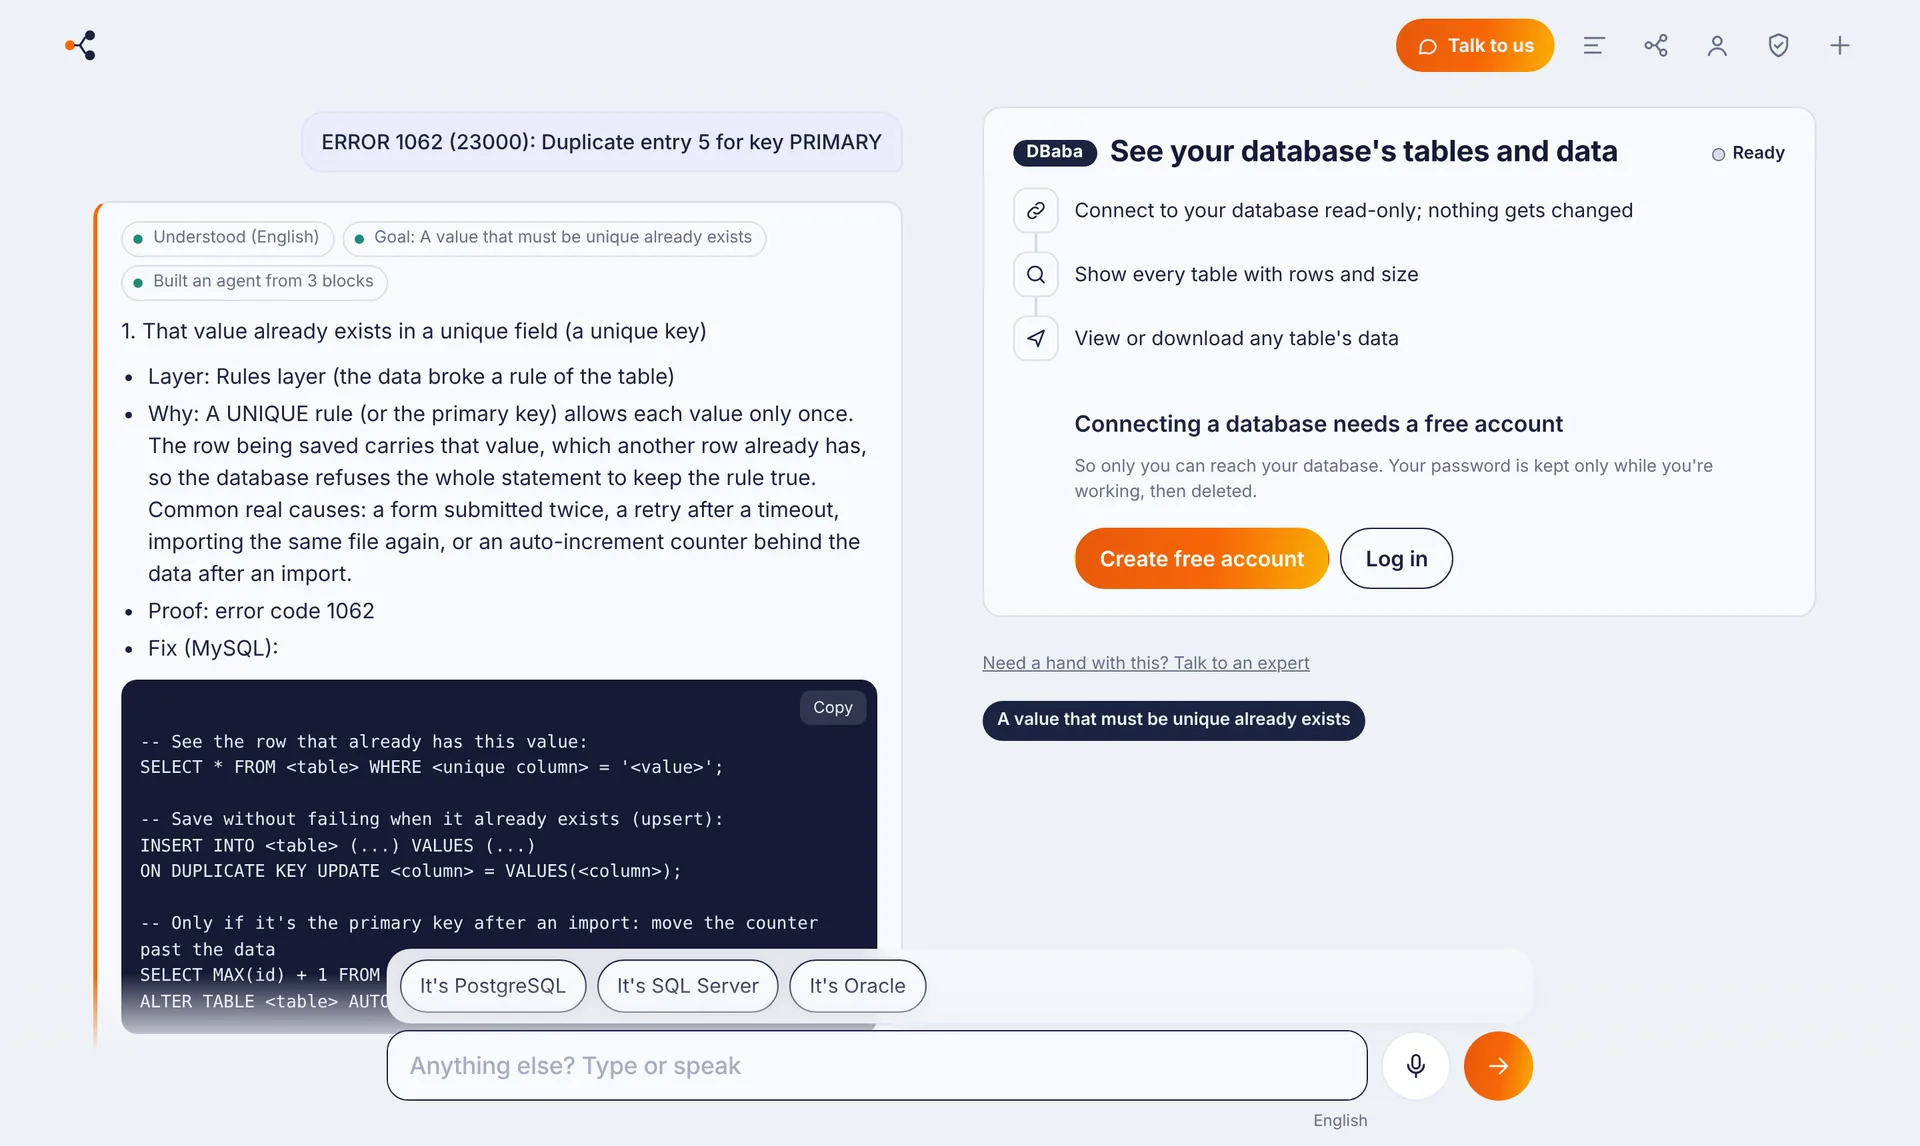 Talk to us
ERROR 1062 (23000): Duplicate entry 5 for key PRIMARY
Understood (English)
Goal: A value that must be unique already exists
Built an agent from 3 blocks
1. That value already exists in a unique field (a unique key)
• Layer: Rules layer (the data broke a rule of the table)
• Why: A UNIQUE rule (or the primary key) allows each value only once.
The row being saved carries that value, which another row already has,
so the database refuses the whole statement to keep the rule true.
Common real causes: a form submitted twice, a retry after a timeout,
importing the same file again, or an auto-increment counter behind the
data after an import.
• Proof: error code 1062
• Fix (MySQL):
Copy
-- See the row that already has this value:
SELECT * FROM <table> WHERE <unique column> = '<value>';
-- Save without failing when it already exists (upsert):
INSERT INTO <table> (...) VALUES (...)
ON DUPLICATE KEY UPDATE <column> = VALUES(<column>);
-- Only if it's the primary key after an import: move the counter
past the data
SELECT MAX(id) + 1 FROM
ALTER TABLE <table> AUTO
DBaba
See your database's tables and data
Ready
Connect to your database read-only; nothing gets changed
Show every table with rows and size
View or download any table's data
Connecting a database needs a free account
So only you can reach your database. Your password is kept only while you're
working, then deleted.
Create free account
Log in
Need a hand with this? Talk to an expert
A value that must be unique already exists
It's PostgreSQL
It's SQL Server
It's Oracle
Anything else? Type or speak
English